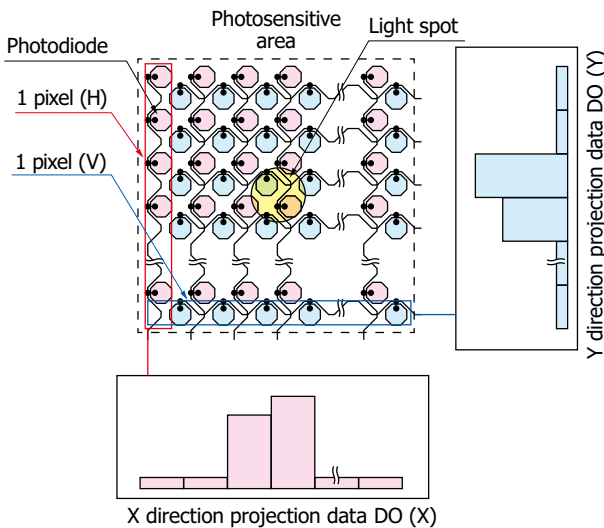 Photosensitive
area
Light spot
Photodiode
1 pixel (H)
1 pixel (V)
Y direction projection data DO (Y)
X direction projection data DO (X)